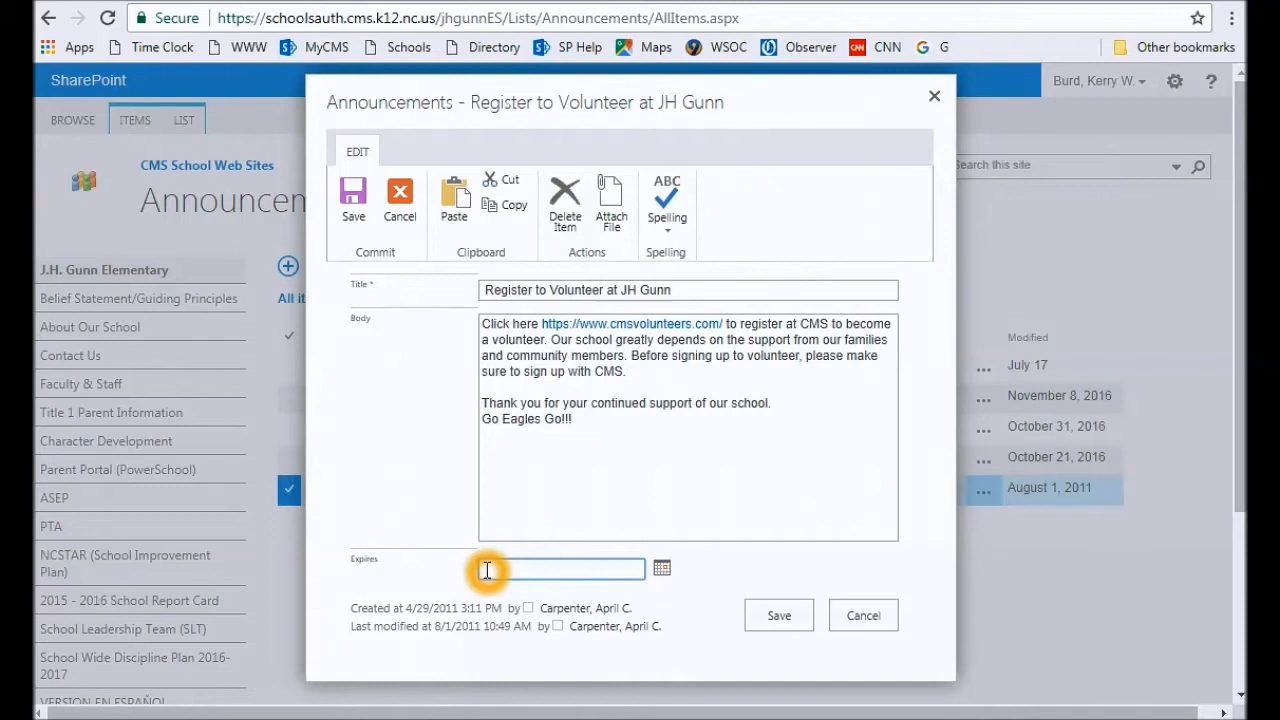 Secure
https://schoolsauth.cms.k12.nc.us/jhgunnES/Lists/Announcements/AllItems.aspx
Apps
Time Clock
WWW
MyCMS
Schools
Directory
SP Help
Maps
WSOC
Observer
CNN
G
Other bookmarks
SharePoint
Burd, Kerry W.
?
BROWSE
ITEMS
LIST
CMS School Web Sites
Announcem
Search this site
J.H. Gunn Elementary
Belief Statement/Guiding Principles
About Our School
Contact Us
Faculty & Staff
Title 1 Parent Information
Character Development
Parent Portal (PowerSchool)
ASEP
PTA
NCSTAR (School Improvement
Plan)
2015 - 2016 School Report Card
School Leadership Team (SLT)
School Wide Discipline Plan 2016-
2017
VERSION EN ESPAÑOL
All it
Announcements - Register to Volunteer at JH Gunn
EDIT
Save
Cancel
Commit
Paste
Cut
Copy
Clipboard
Delete
Item
Attach
File
Actions
ABC
Spelling
Spelling
Title *
Register to Volunteer at JH Gunn
Body
Click here https://www.cmsvolunteers.com/ to register at CMS to become
a volunteer. Our school greatly depends on the support from our families
and community members. Before signing up to volunteer, please make
sure to sign up with CMS.
Thank you for your continued support of our school.
Go Eagles Go!!!
Expires
Created at 4/29/2011 3:11 PM by Carpenter, April C.
Last modified at 8/1/2011 10:49 AM by Carpenter, April C.
Save
Cancel
Modified
... July 17
... November 8, 2016
... October 31, 2016
... October 21, 2016
... August 1, 2011